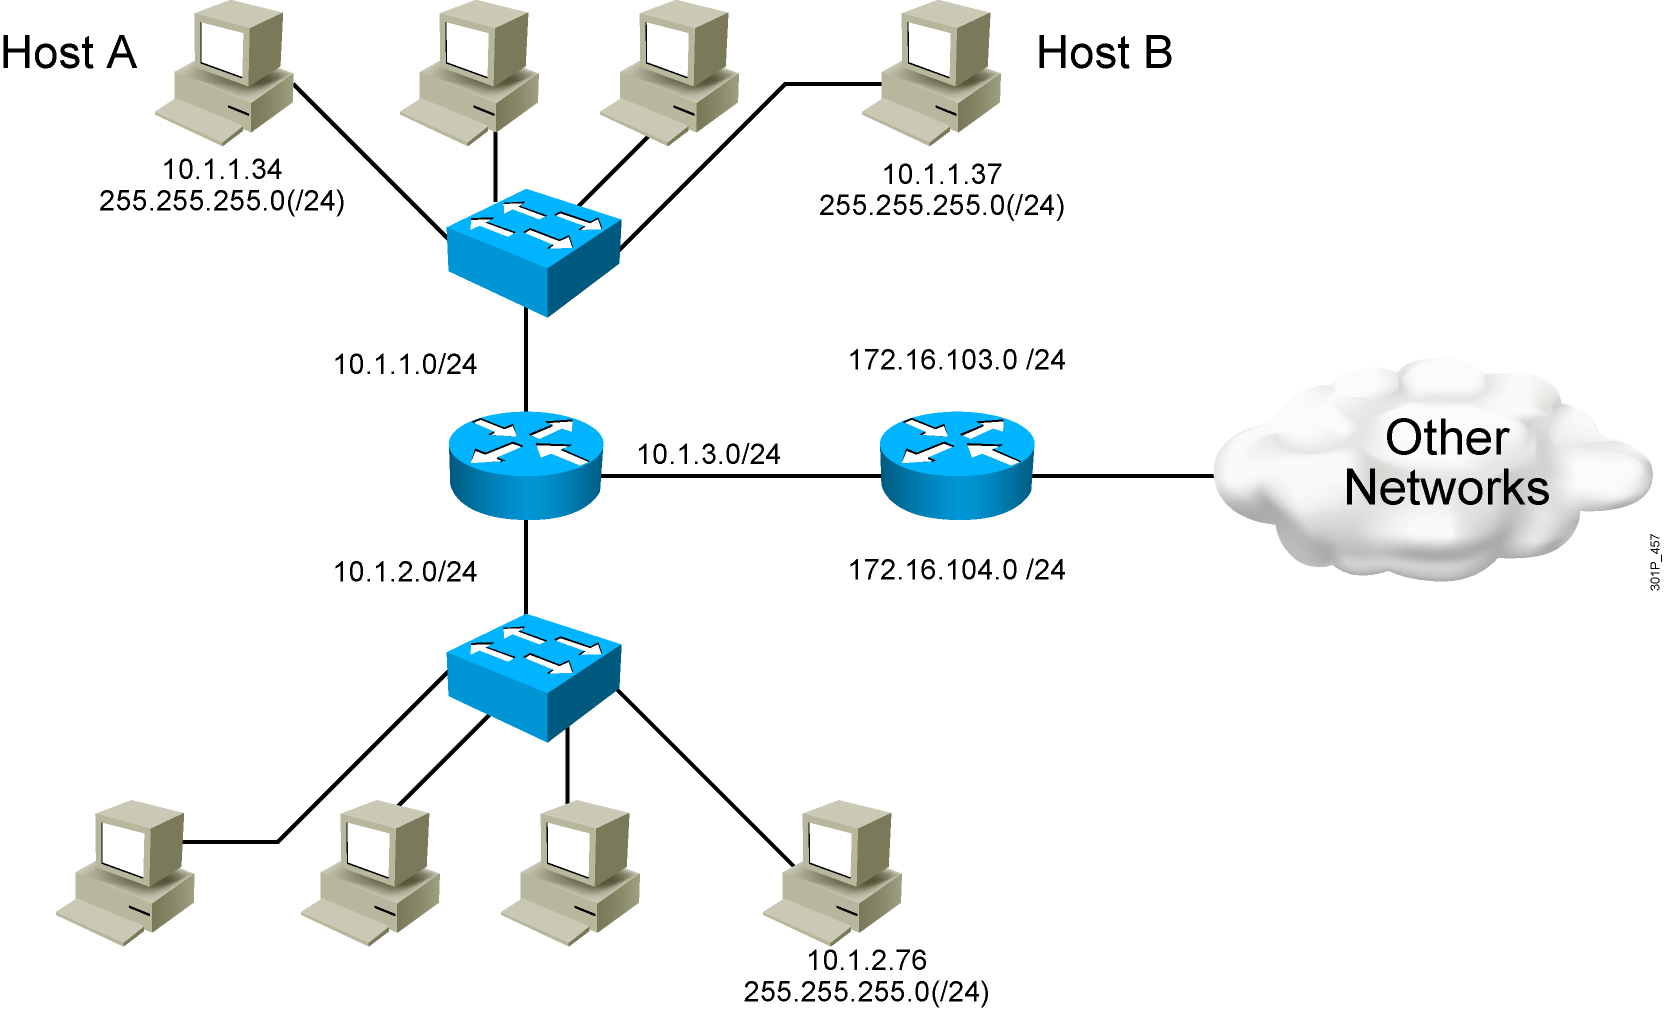 Host A
Host B
10.1.1.34
255.255.255.0(/24)
10.1.1.37
255.255.255.0(/24)
10.1.1.0/24
172.16.103.0 /24
10.1.3.0/24
Other
Networks
10.1.2.0/24
172.16.104.0 /24
301P_457
10.1.2.76
255.255.255.0(/24)